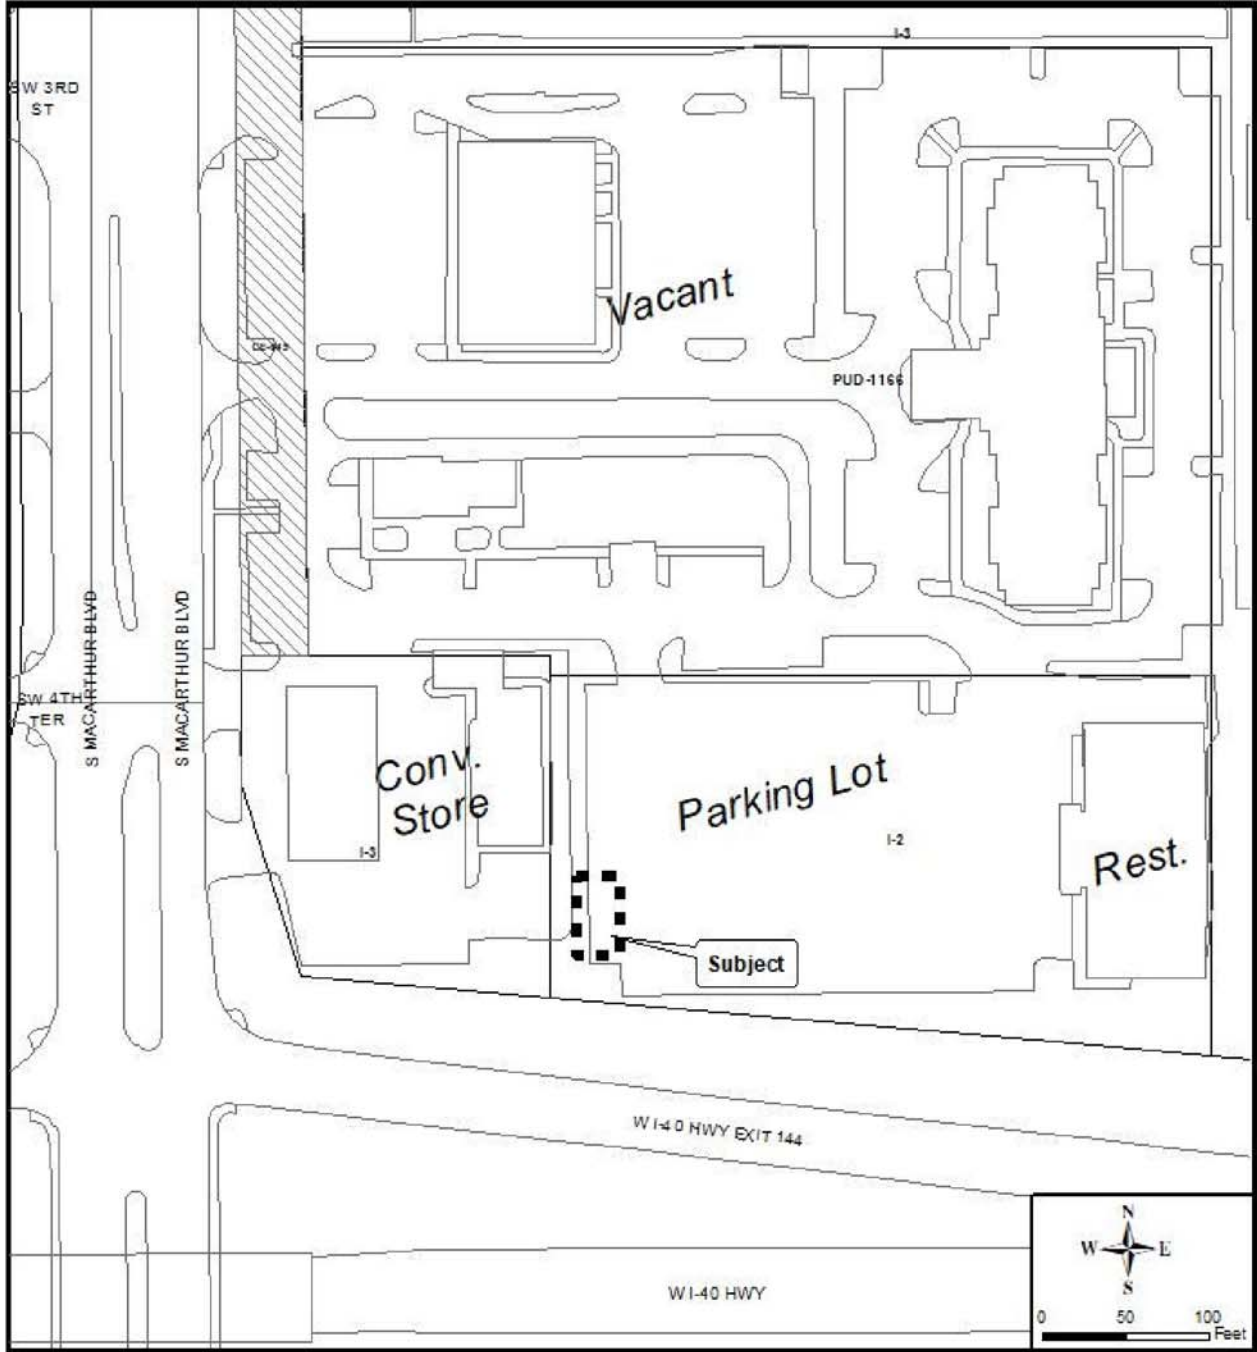 I-3
SW 3RD
ST
Vacant
PUD-1166
S MACARTHUR BLVD
S MACARTHUR BLVD
SW 4TH
TER
Conv.
Store
I-3
Parking Lot
I-2
Rest.
Subject
W I-40 HWY EXIT 144
W I-40 HWY
N
W
E
S
0
50
100
Feet